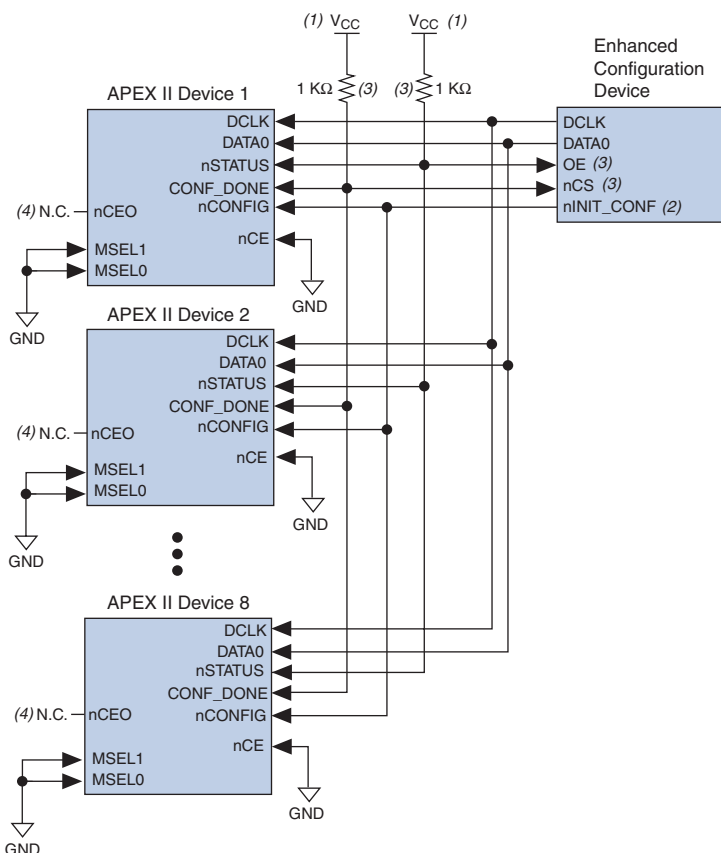 (1) VCC
VCC (1)
1 KΩ (3)
(3) 1 KΩ
Enhanced
Configuration
Device
DCLK
DATA0
OE (3)
nCS (3)
nINIT_CONF (2)
APEX II Device 1
DCLK
DATA0
nSTATUS
CONF_DONE
nCONFIG
(4) N.C. nCEO
nCE
MSEL1
MSEL0
GND
GND
APEX II Device 2
DCLK
DATA0
nSTATUS
CONF_DONE
nCONFIG
(4) N.C. nCEO
nCE
MSEL1
MSEL0
GND
GND
APEX II Device 8
DCLK
DATA0
nSTATUS
CONF_DONE
nCONFIG
(4) N.C. nCEO
nCE
MSEL1
MSEL0
GND
GND